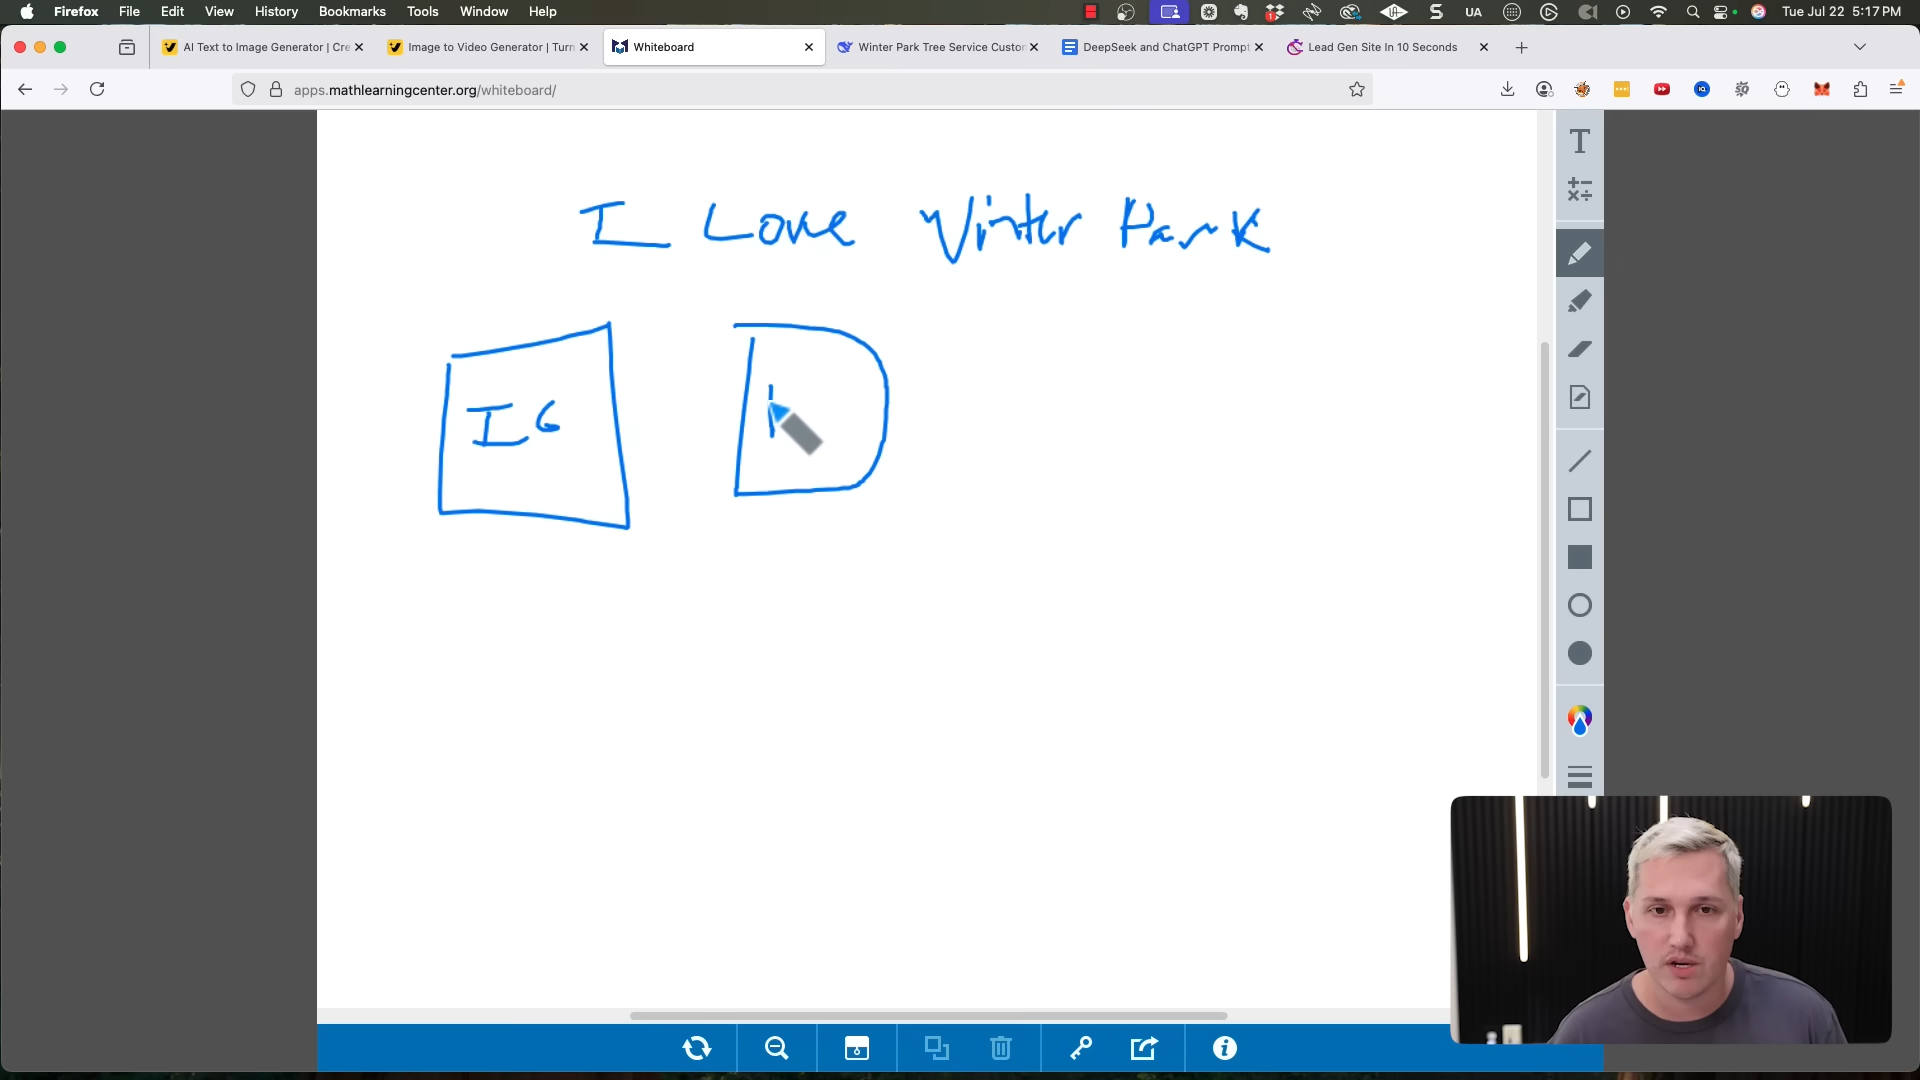 Firefox File Edit View History Bookmarks Tools Window Help UA Tue Jul 22 5:17 PM
AI Text to Image Generator | Cre Image to Video Generator | Turn Whiteboard Winter Park Tree Service Custor DeepSeek and ChatGPT Prompt Lead Gen Site In 10 Seconds
apps.mathlearningcenter.org/whiteboard/
I Love Winter Park
IG